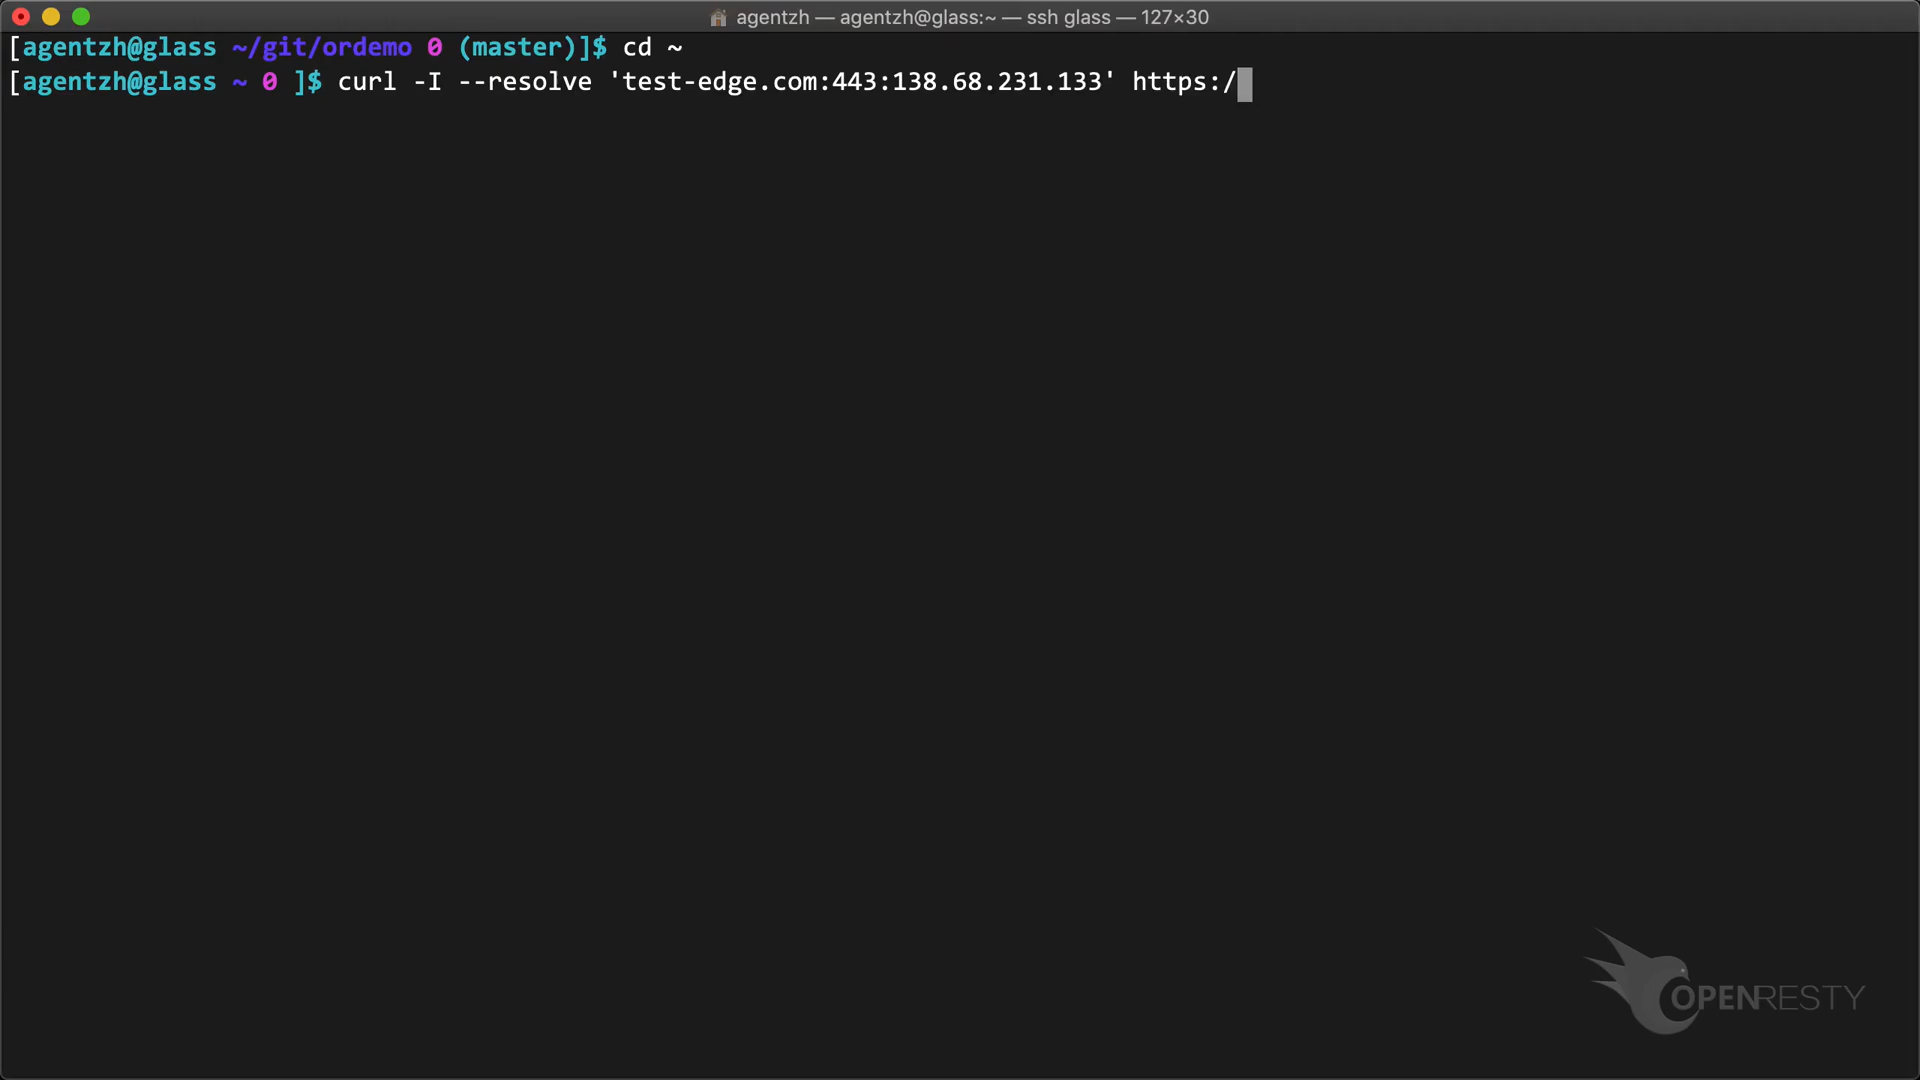 agentzh — agentzh@glass:~ — ssh glass — 127×30
[agentzh@glass ~/git/ordemo 0 (master)]$ cd ~
[agentzh@glass ~ 0 ]$ curl -I --resolve 'test-edge.com:443:138.68.231.133' https:/
OPENRESTY